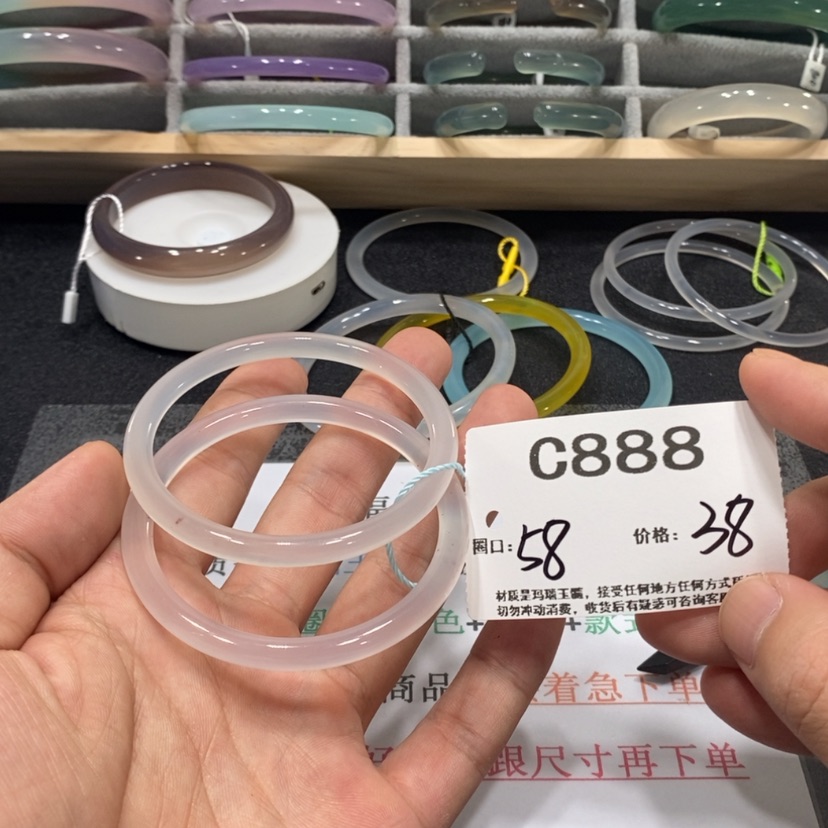 C888
圈口: 58 价格: 38
材质是玛瑙玉髓，接受任何地方任何方式
切勿冲动消费，收货后有疑惑可咨询客
色+ +款
商品 着急下单
跟尺寸再下单